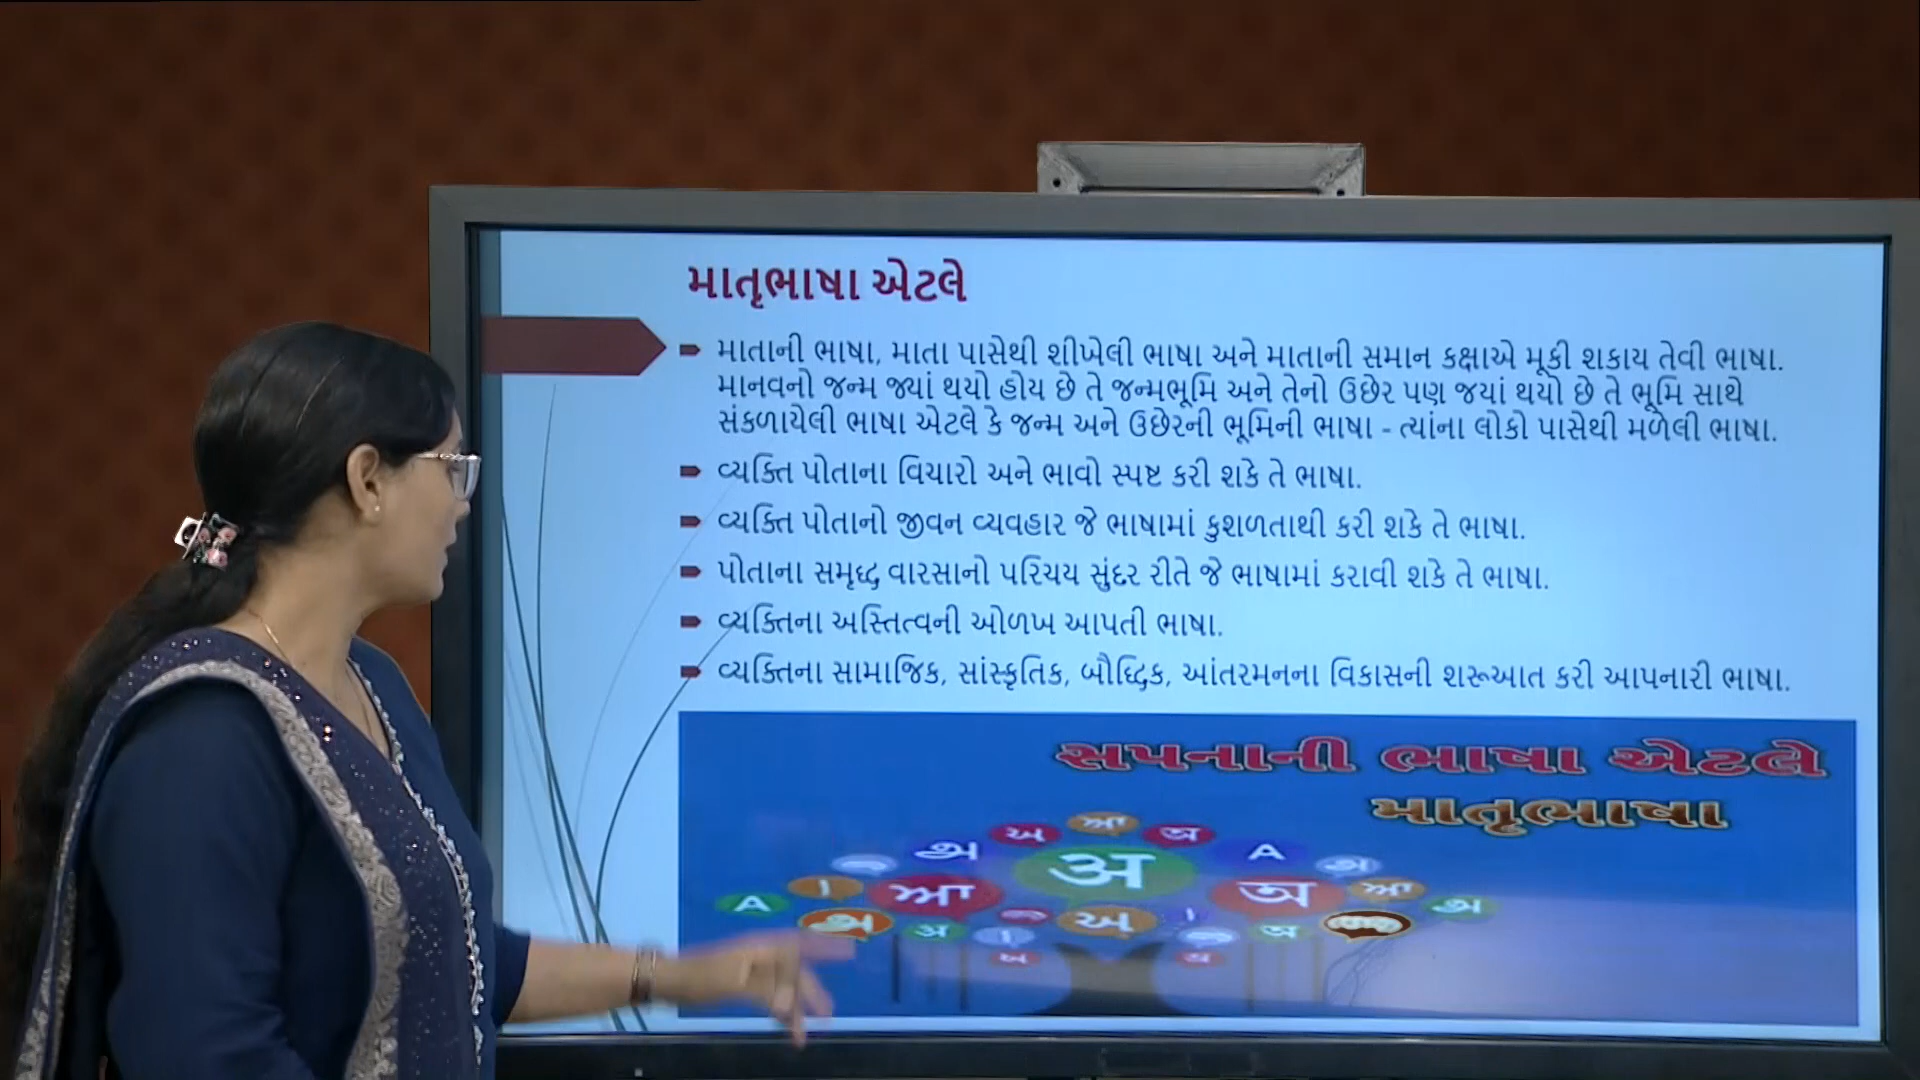 માતૃભાષા એટલે
માતાની ભાષા, માતા પાસેથી શીખેલી ભાષા અને માતાની સમાન કક્ષાએ મૂકી શકાય તેવી ભાષા.
માનવનો જન્મ જ્યાં થયો હોય છે તે જન્મભૂમિ અને તેનો ઉછેર પણ જયાં થયો છે તે ભૂમિ સાથે
સંકળાયેલી ભાષા એટલે કે જન્મ અને ઉછેરની ભૂમિની ભાષા - ત્યાંના લોકો પાસેથી મળેલી ભાષા.
વ્યક્તિ પોતાના વિચારો અને ભાવો સ્પષ્ટ કરી શકે તે ભાષા.
વ્યક્તિ પોતાનો જીવન વ્યવહાર જે ભાષામાં કુશળતાથી કરી શકે તે ભાષા.
પોતાના સમૃદ્ધ વારસાનો પરિચય સુંદર રીતે જે ભાષામાં કરાવી શકે તે ભાષા.
વ્યક્તિના અસ્તિત્વની ઓળખ આપતી ભાષા.
વ્યક્તિના સામાજિક, સાંસ્કૃતિક, બૌદ્ધિક, આંતરમનના વિકાસની શરૂઆત કરી આપનારી ભાષા.
સપનાની ભાષા એટલે
માતૃભાષા
અ આ অ
அ अ A அ
A આ অ આ அ
அ અ